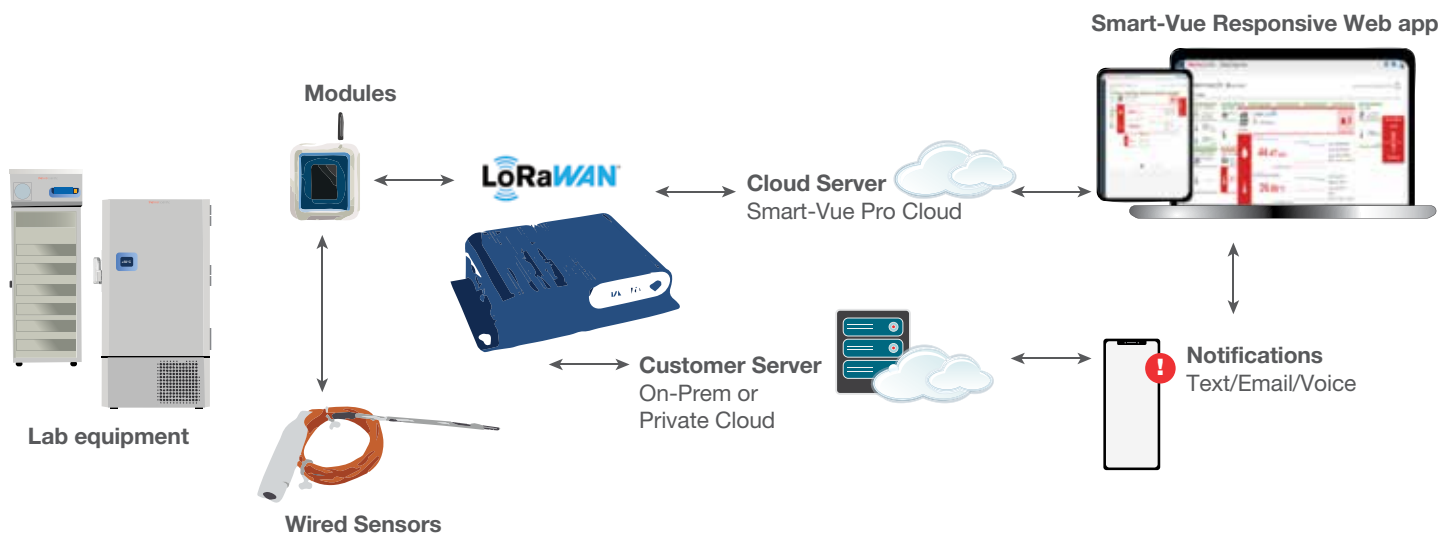 Smart-Vue Responsive Web app
Modules
LoRaWAN
Cloud Server
Smart-Vue Pro Cloud
Customer Server
On-Prem or
Private Cloud
Notifications
Text/Email/Voice
Lab equipment
Wired Sensors